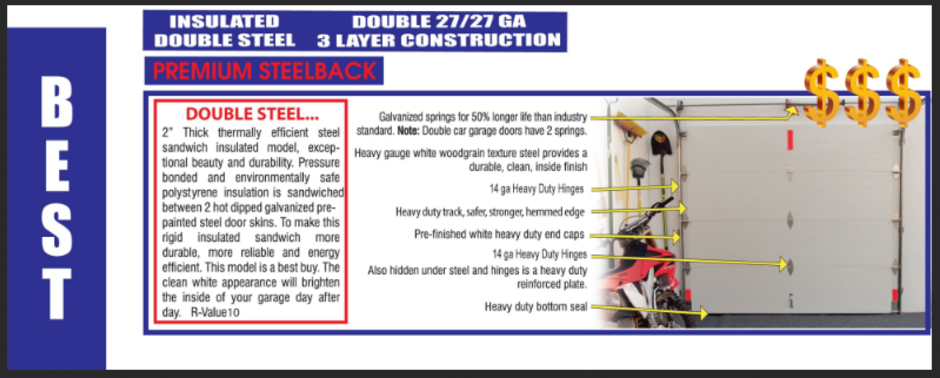 BEST
INSULATED
DOUBLE STEEL
DOUBLE 27/27 GA
3 LAYER CONSTRUCTION
PREMIUM STEELBACK
DOUBLE STEEL...
2" Thick thermally efficient steel
sandwich insulated model, excep-
tional beauty and durability. Pressure
bonded and environmentally safe
polystyrene insulation is sandwiched
between 2 hot dipped galvanized pre-
painted steel door skins. To make this
rigid insulated sandwich more
durable, more reliable and energy
efficient. This model is a best buy. The
clean white appearance will brighten
the inside of your garage day after
day. R-Value10
Galvanized springs for 50% longer life than industry
standard. Note: Double car garage doors have 2 springs.
Heavy gauge white woodgrain texture steel provides a
durable, clean, inside finish
14 ga Heavy Duty Hinges
Heavy duty track, safer, stronger, hemmed edge
Pre-finished white heavy duty end caps
14 ga Heavy Duty Hinges
Also hidden under steel and hinges is a heavy duty
reinforced plate.
Heavy duty bottom seal
$$$